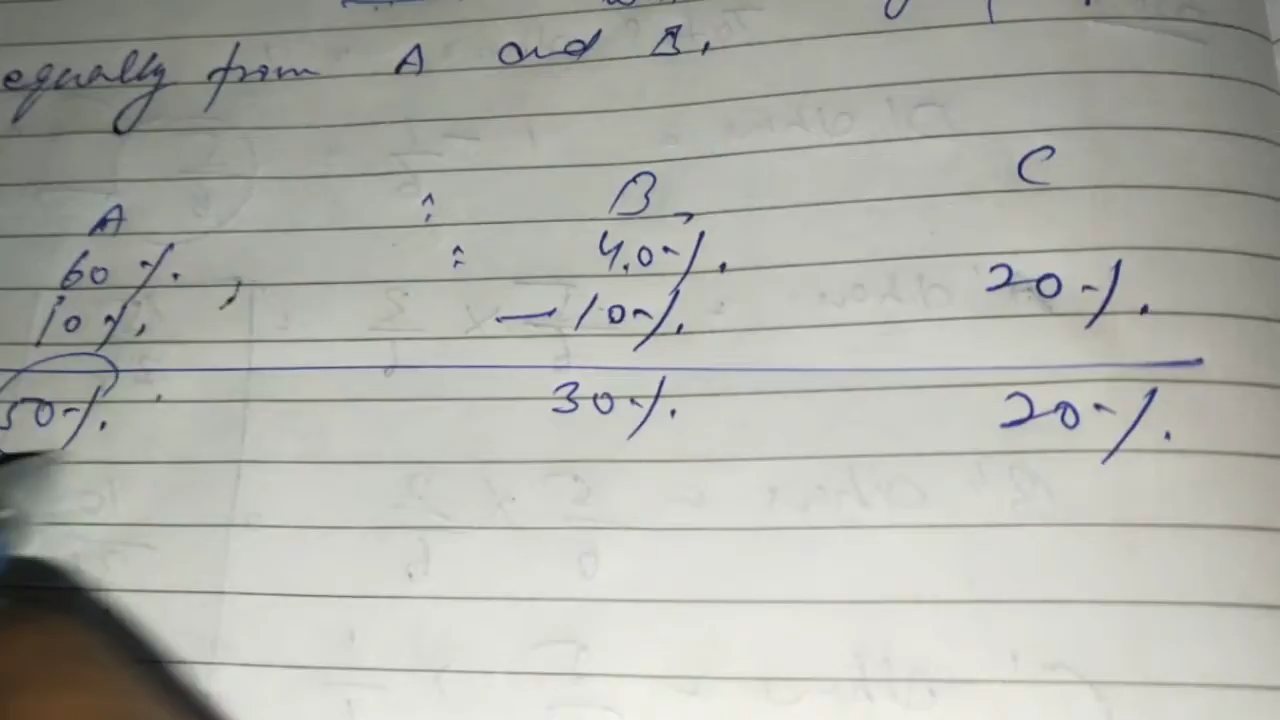 equally from A and B.
A : B, C
60%. , : 40%. 20%.
10%. - 10%.
50%. 30%. 20%.